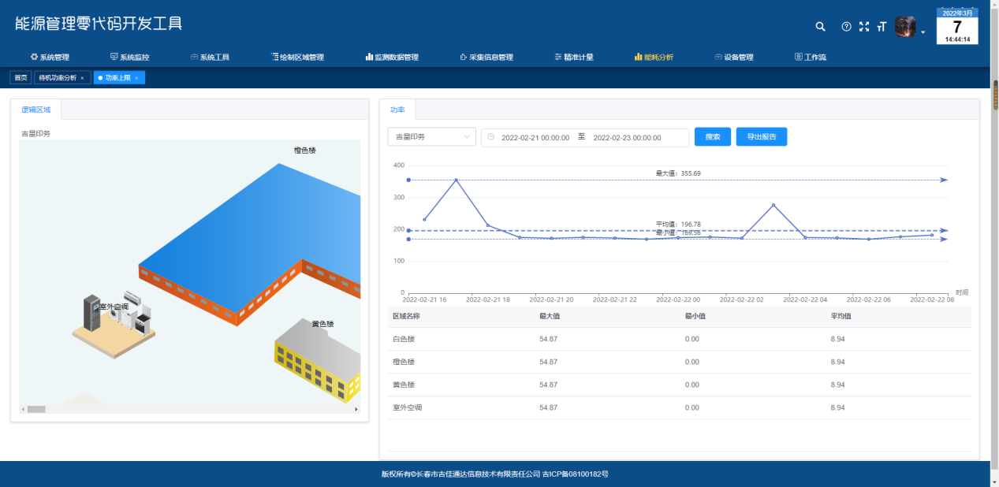 能源管理零代码开发工具
2022年3月
7
14:44:14
系统管理 系统监控 系统工具 绘制区域管理 监测数据管理 采集信息管理 精准计量 能耗分析 设备管理 工作流
首页 待机功率分析 × 功率上限 ×
逻辑区域
吉星印务
橙色楼
室外空调
黄色楼
功率
吉星印务 2022-02-21 00:00:00 至 2022-02-23 00:00:00 搜索 导出报告
400
最大值：355.69
300
平均值：196.78
200
最小值：169.56
100
0
时间
2022-02-21 16 2022-02-21 18 2022-02-21 20 2022-02-21 22 2022-02-22 00 2022-02-22 02 2022-02-22 04 2022-02-22 06 2022-02-22 08
区域名称 最大值 最小值 平均值
白色楼 54.87 0.00 8.94
橙色楼 54.87 0.00 8.94
黄色楼 54.87 0.00 8.94
室外空调 54.87 0.00 8.94
版权所有©长春市吉佳通达信息技术有限责任公司 吉ICP备08100182号